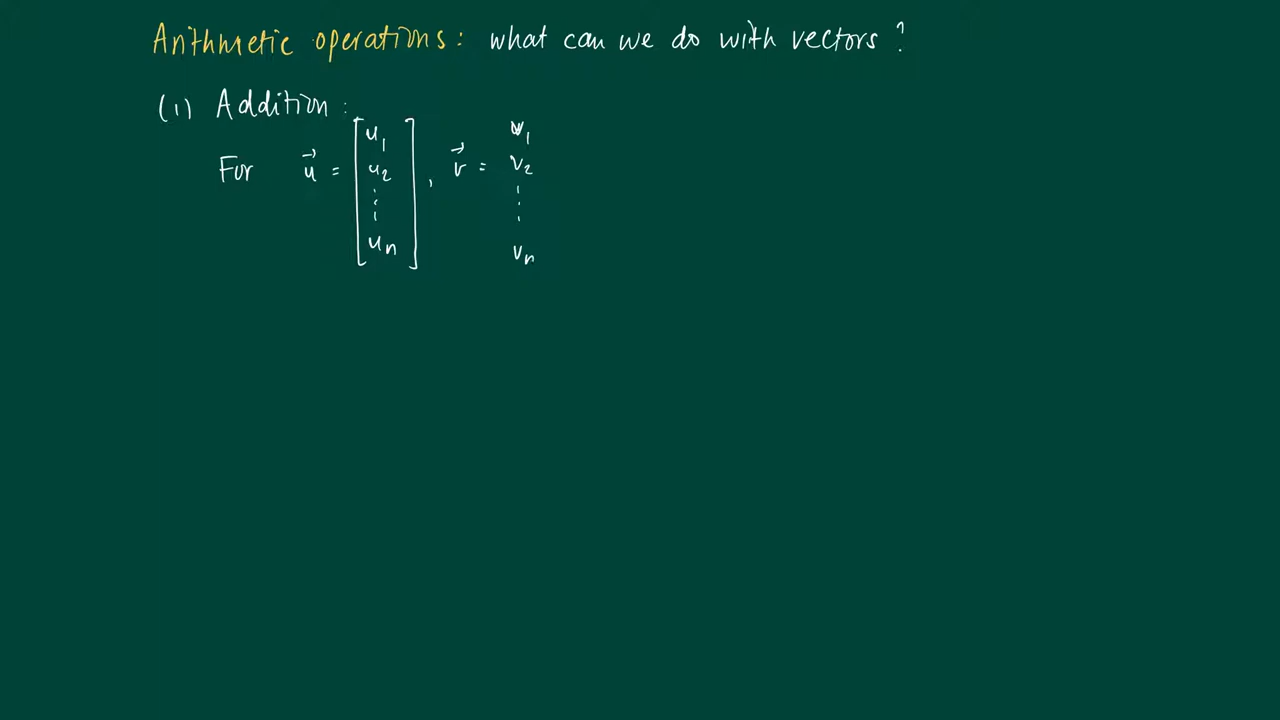 Arithmetic operations: what can we do with vectors?
(1) Addition:
For u⃗ = [u₁ u₂ ⋮ uₙ], v⃗ = v₁ v₂ ⋮ vₙ